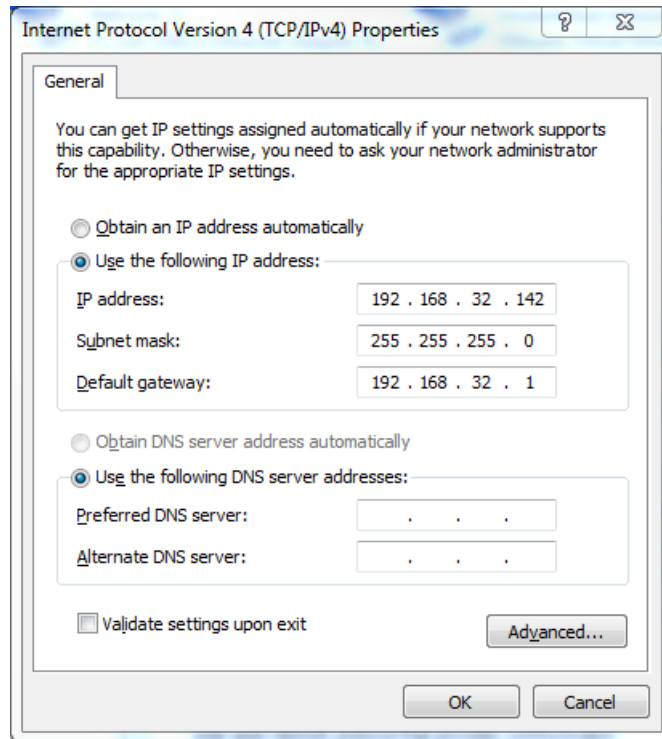 Internet Protocol Version 4 (TCP/IPv4) Properties
General
You can get IP settings assigned automatically if your network supports
this capability. Otherwise, you need to ask your network administrator
for the appropriate IP settings.
Obtain an IP address automatically
Use the following IP address:
IP address: 192 . 168 . 32 . 142
Subnet mask: 255 . 255 . 255 . 0
Default gateway: 192 . 168 . 32 . 1
Obtain DNS server address automatically
Use the following DNS server addresses:
Preferred DNS server: . . .
Alternate DNS server: . . .
Validate settings upon exit
Advanced...
OK Cancel